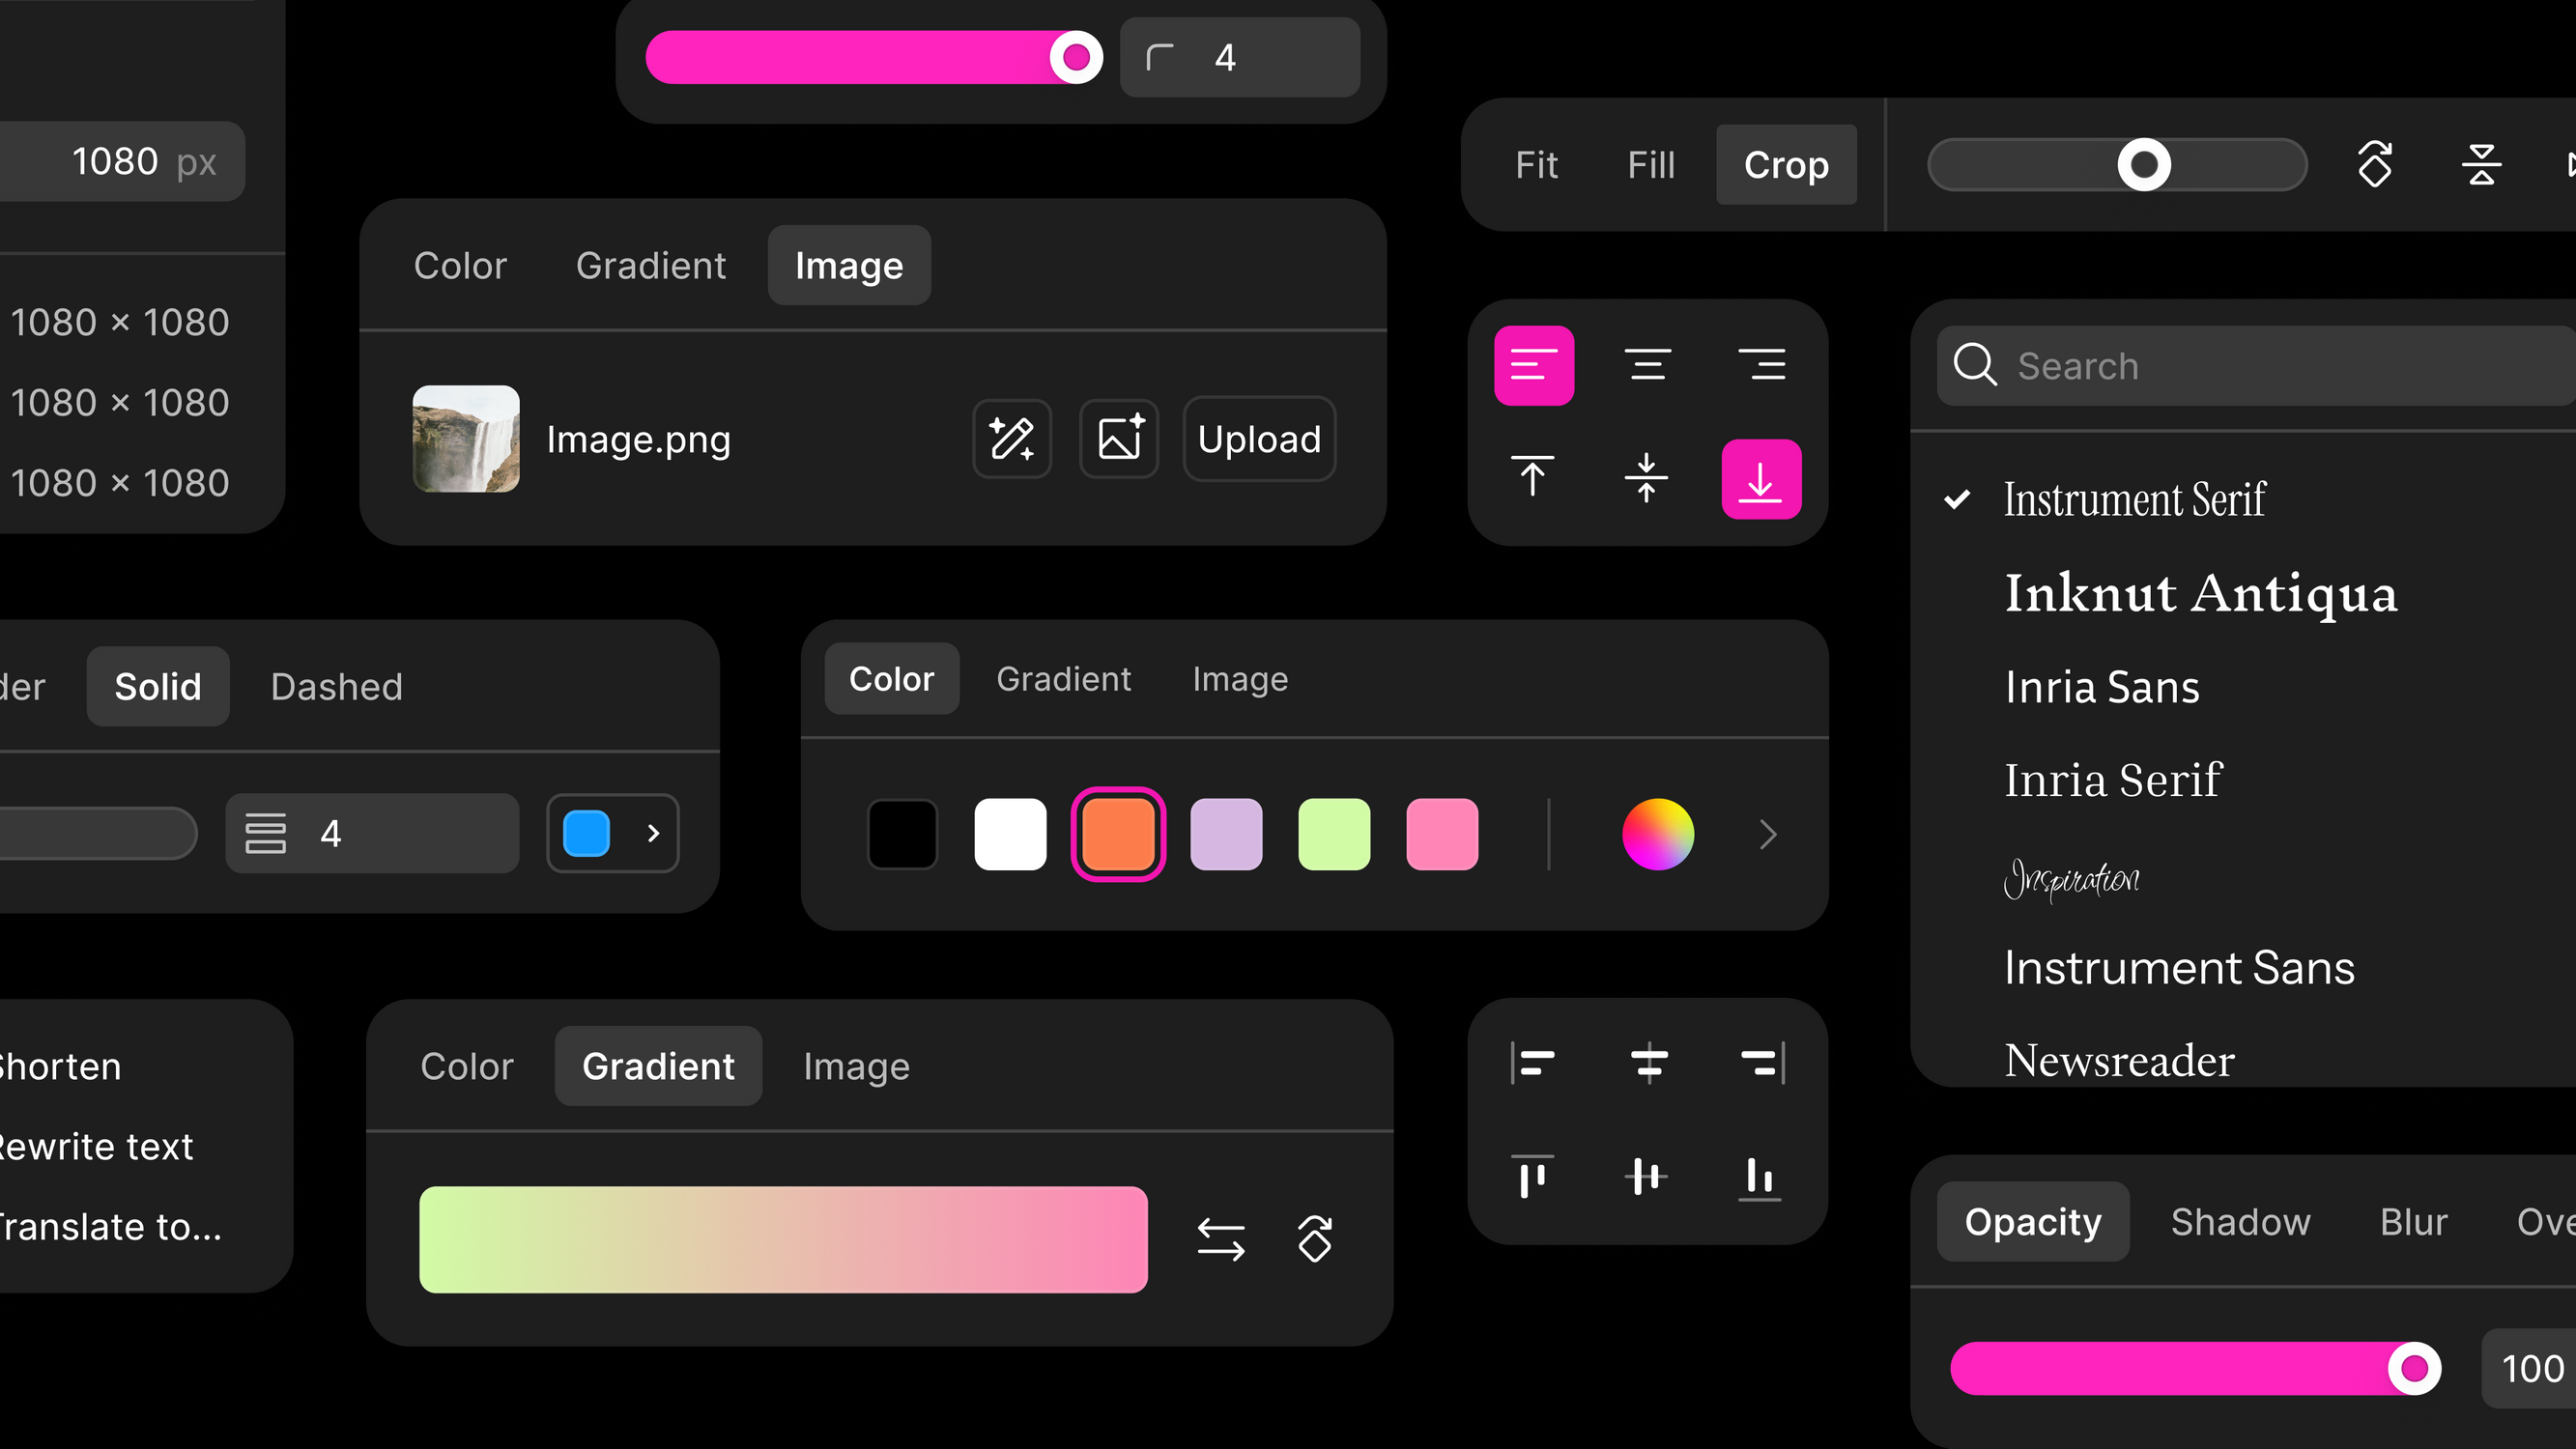 4
1080 px
1080 × 1080
1080 × 1080
1080 × 1080
Color Gradient Image
Image.png Upload
Fit Fill Crop
Search
Instrument Serif
Inknut Antiqua
Inria Sans
Inria Serif
Inspiration
Instrument Sans
Newsreader
der Solid Dashed
4
Color Gradient Image
Shorten
Rewrite text
Translate to...
Color Gradient Image
Opacity Shadow Blur Ove
100